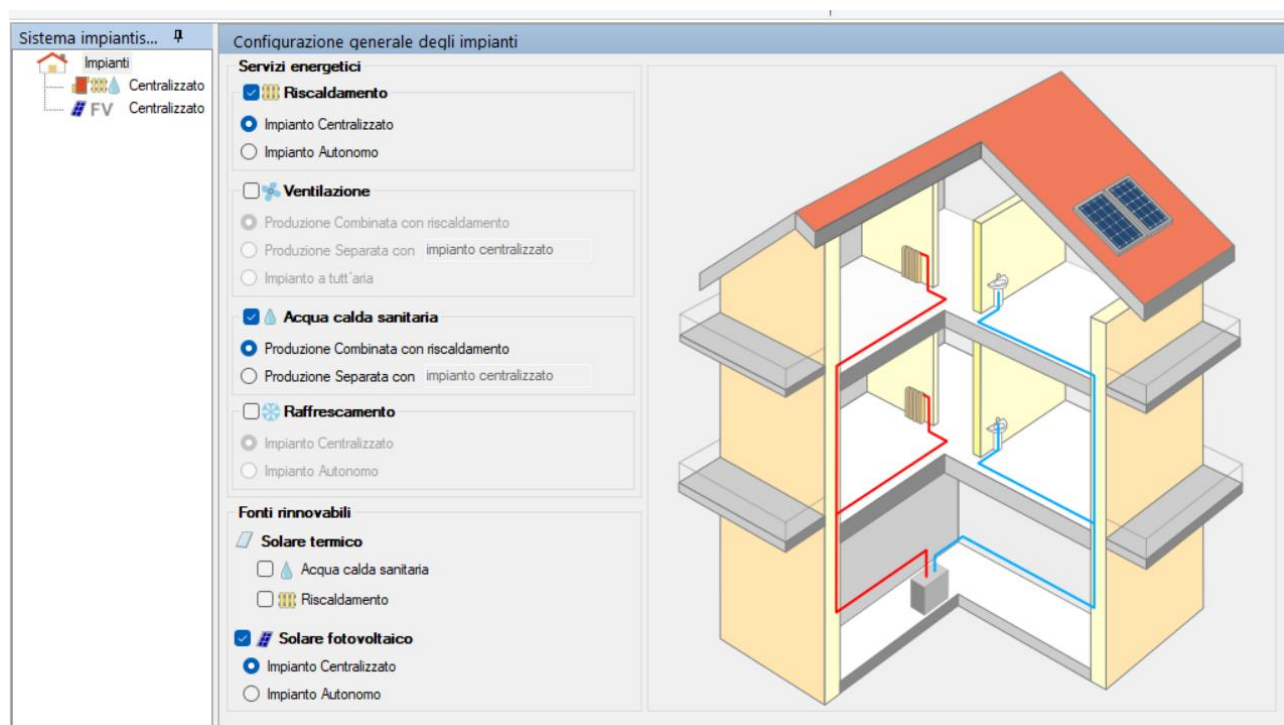 Sistema impiantis...
Impianti
Centralizzato
FV Centralizzato
Configurazione generale degli impianti
Servizi energetici
Riscaldamento
Impianto Centralizzato
Impianto Autonomo
Ventilazione
Produzione Combinata con riscaldamento
Produzione Separata con impianto centralizzato
Impianto a tutt'aria
Acqua calda sanitaria
Produzione Combinata con riscaldamento
Produzione Separata con impianto centralizzato
Raffrescamento
Impianto Centralizzato
Impianto Autonomo
Fonti rinnovabili
Solare termico
Acqua calda sanitaria
Riscaldamento
Solare fotovoltaico
Impianto Centralizzato
Impianto Autonomo